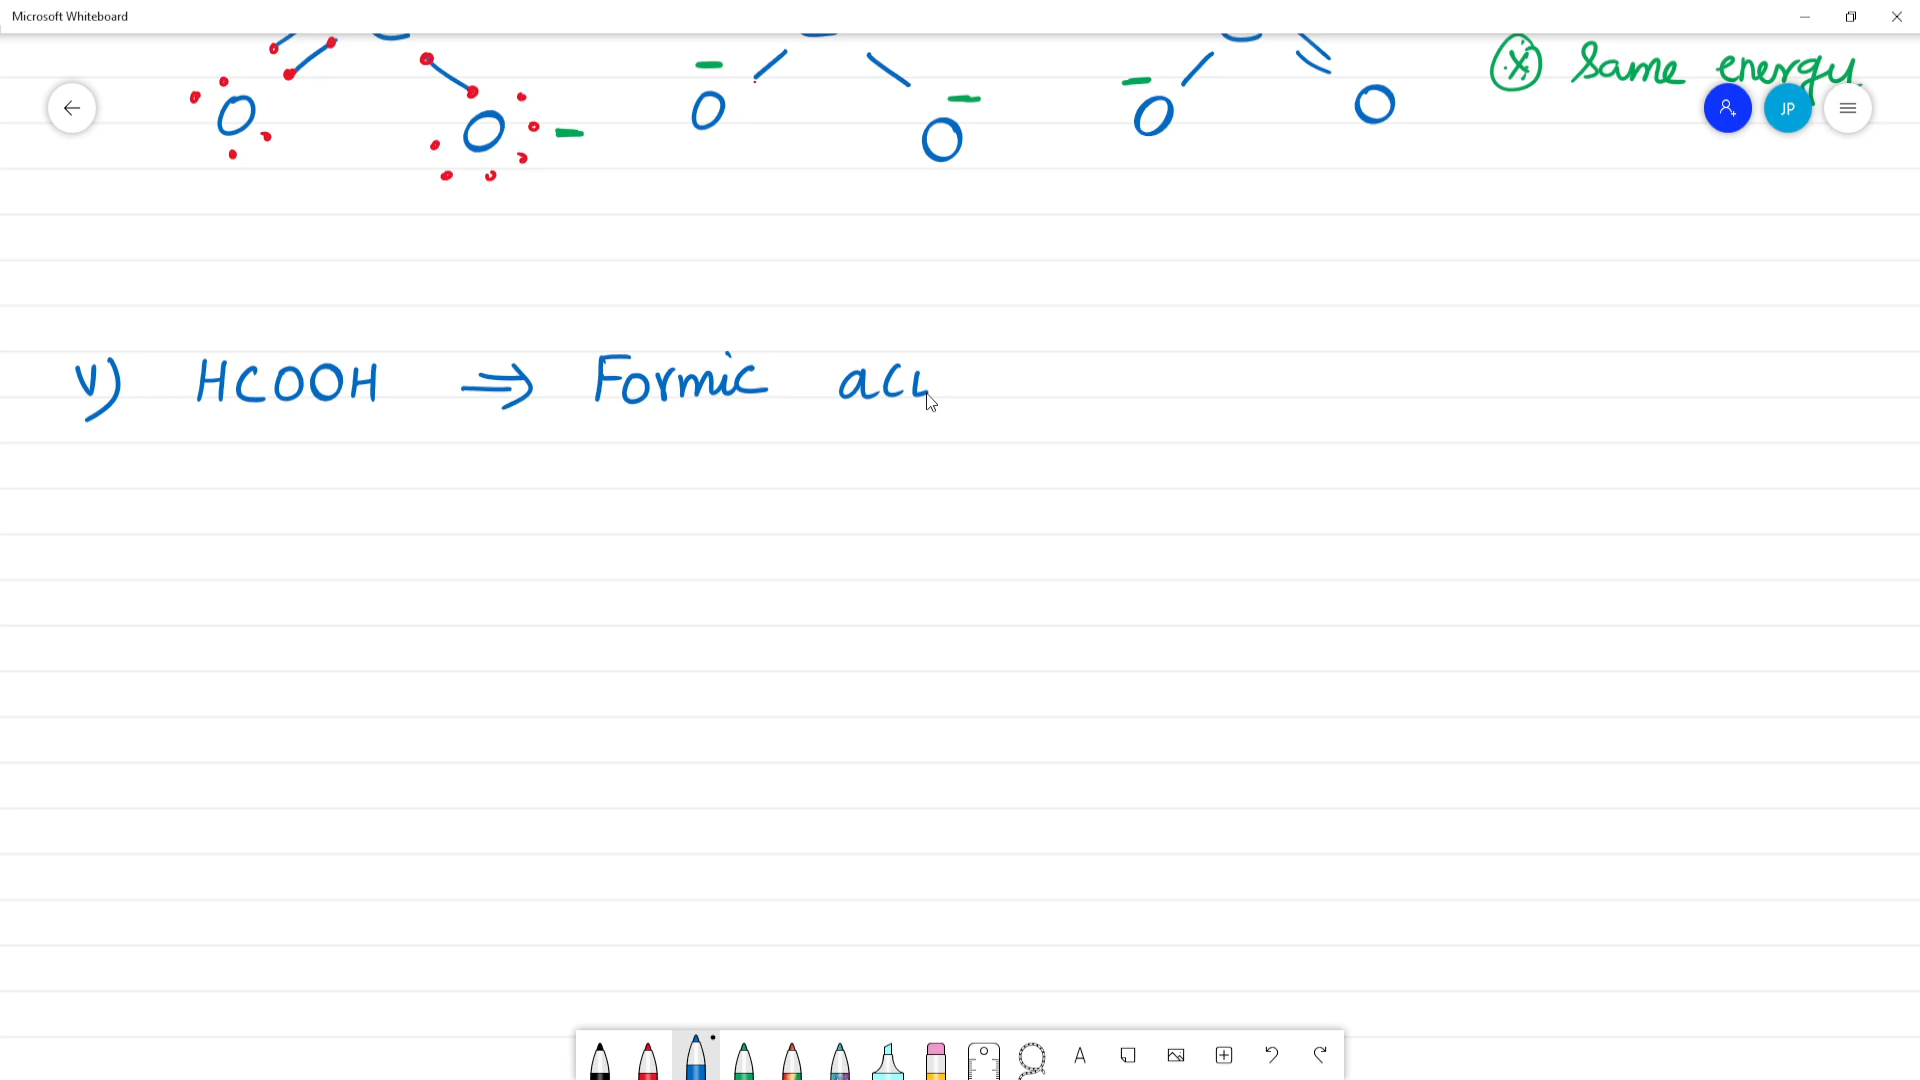 Microsoft Whiteboard
Same energy
JP
O O O O O O
v) HCOOH ⇒ Formic aci
A